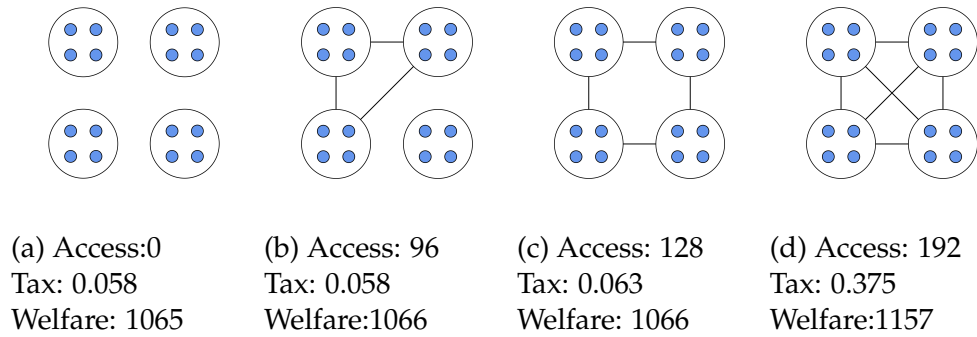 (a) Access:0
Tax: 0.058
Welfare: 1065
(b) Access: 96
Tax: 0.058
Welfare:1066
(c) Access: 128
Tax: 0.063
Welfare: 1066
(d) Access: 192
Tax: 0.375
Welfare:1157